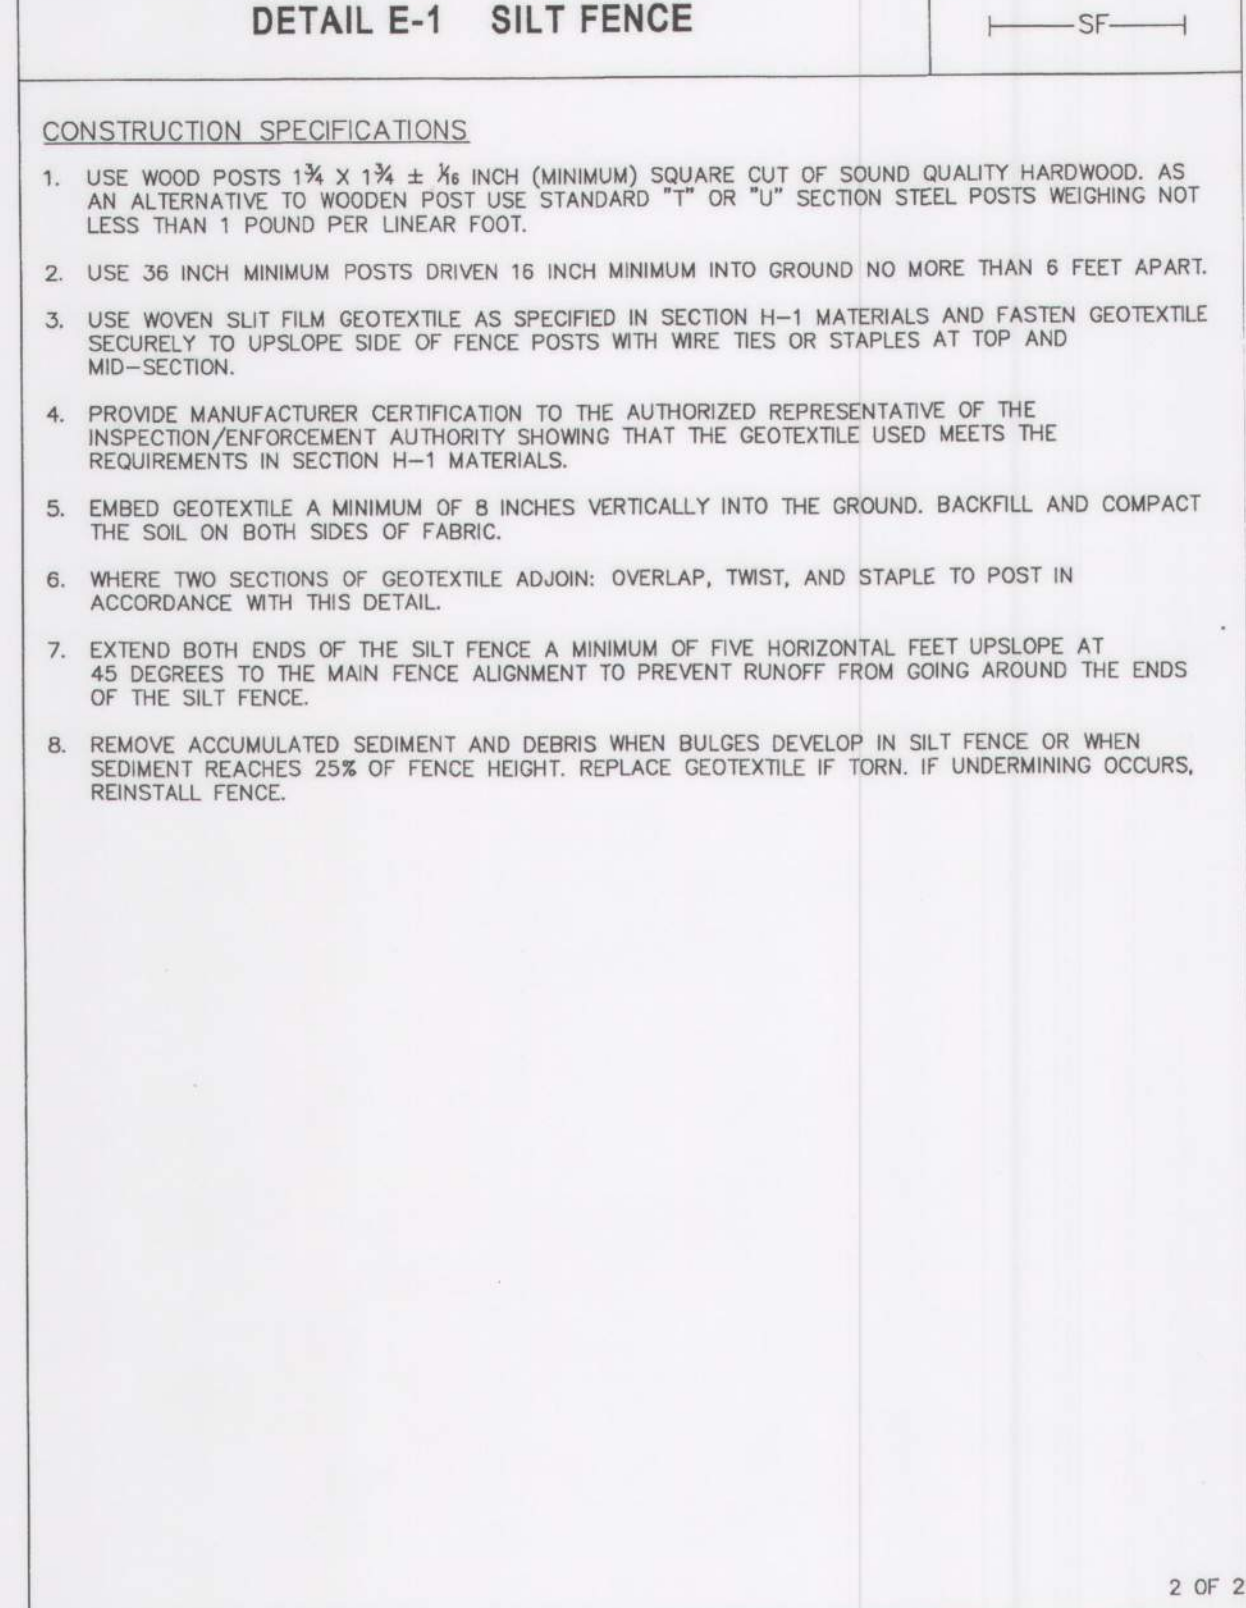 DETAIL E-1 SILT FENCE
SF
CONSTRUCTION SPECIFICATIONS
1. USE WOOD POSTS 1¾ X 1¾ ± 1⁄16 INCH (MINIMUM) SQUARE CUT OF SOUND QUALITY HARDWOOD. AS
AN ALTERNATIVE TO WOODEN POST USE STANDARD "T" OR "U" SECTION STEEL POSTS WEIGHING NOT
LESS THAN 1 POUND PER LINEAR FOOT.
2. USE 36 INCH MINIMUM POSTS DRIVEN 16 INCH MINIMUM INTO GROUND NO MORE THAN 6 FEET APART.
3. USE WOVEN SLIT FILM GEOTEXTILE AS SPECIFIED IN SECTION H-1 MATERIALS AND FASTEN GEOTEXTILE
SECURELY TO UPSLOPE SIDE OF FENCE POSTS WITH WIRE TIES OR STAPLES AT TOP AND
MID-SECTION.
4. PROVIDE MANUFACTURER CERTIFICATION TO THE AUTHORIZED REPRESENTATIVE OF THE
INSPECTION/ENFORCEMENT AUTHORITY SHOWING THAT THE GEOTEXTILE USED MEETS THE
REQUIREMENTS IN SECTION H-1 MATERIALS.
5. EMBED GEOTEXTILE A MINIMUM OF 8 INCHES VERTICALLY INTO THE GROUND. BACKFILL AND COMPACT
THE SOIL ON BOTH SIDES OF FABRIC.
6. WHERE TWO SECTIONS OF GEOTEXTILE ADJOIN: OVERLAP, TWIST, AND STAPLE TO POST IN
ACCORDANCE WITH THIS DETAIL.
7. EXTEND BOTH ENDS OF THE SILT FENCE A MINIMUM OF FIVE HORIZONTAL FEET UPSLOPE AT
45 DEGREES TO THE MAIN FENCE ALIGNMENT TO PREVENT RUNOFF FROM GOING AROUND THE ENDS
OF THE SILT FENCE.
8. REMOVE ACCUMULATED SEDIMENT AND DEBRIS WHEN BULGES DEVELOP IN SILT FENCE OR WHEN
SEDIMENT REACHES 25% OF FENCE HEIGHT. REPLACE GEOTEXTILE IF TORN. IF UNDERMINING OCCURS,
REINSTALL FENCE.
2 OF 2